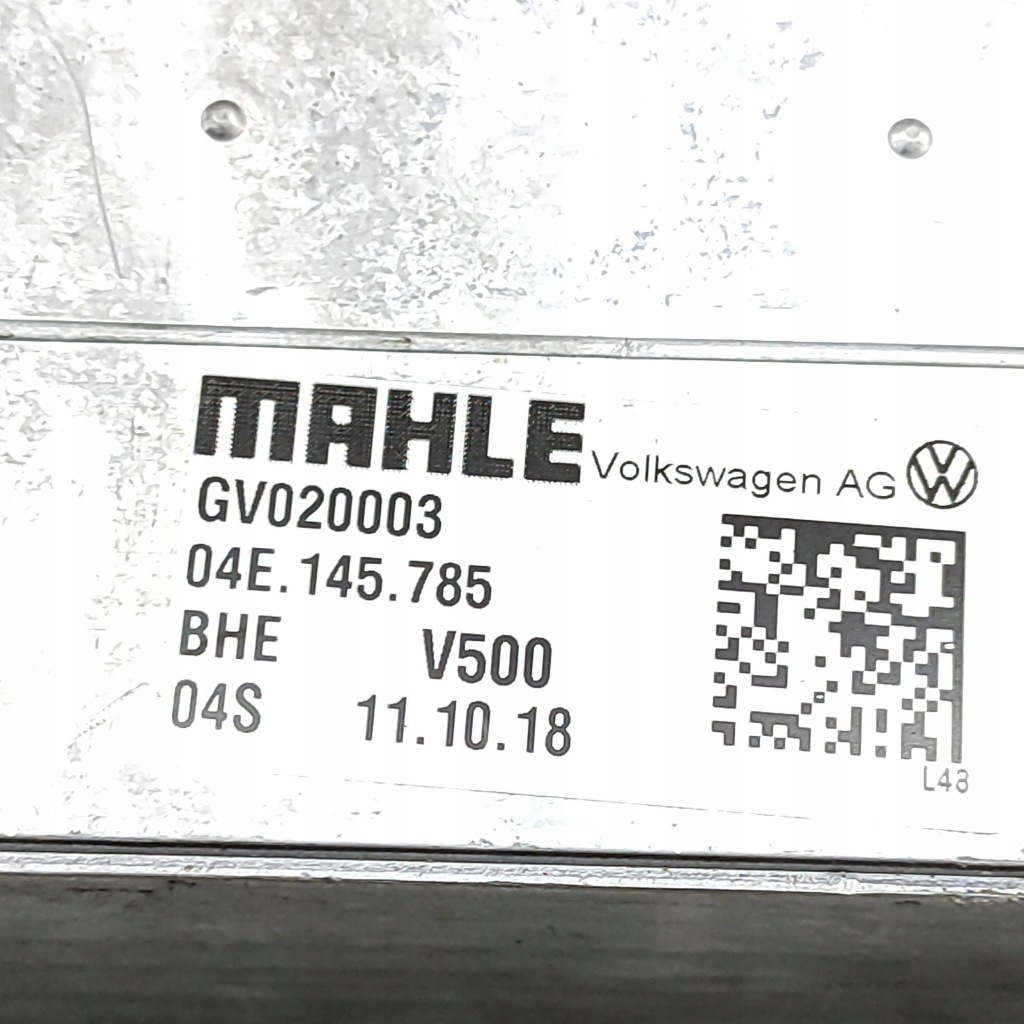 MAHLE
Volkswagen AG
GV020003
04E.145.785
BHE V500
04S 11.10.18
L48